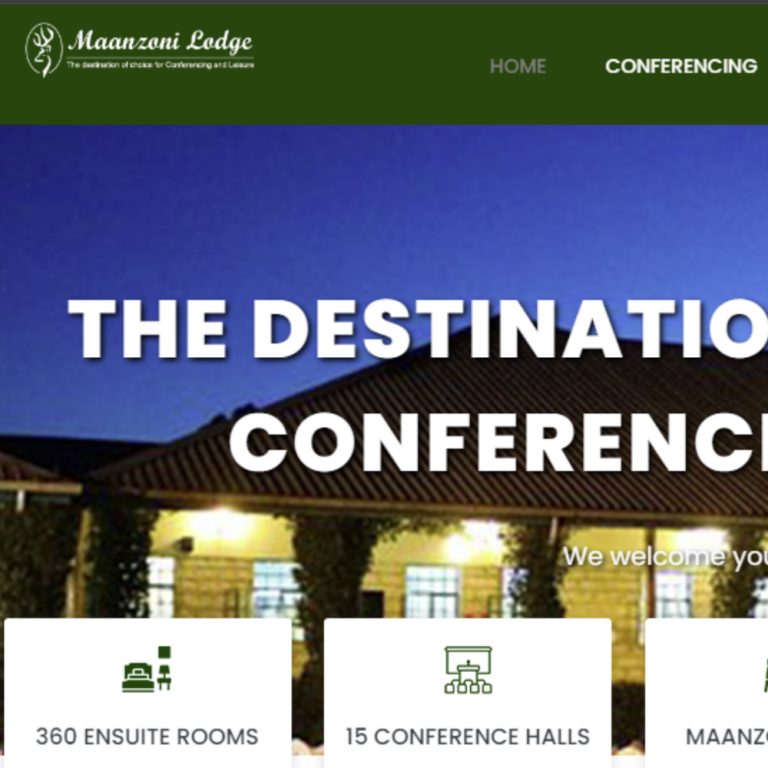 Maanzoni Lodge
The destination of choice for Conferencing and Leisure
HOME CONFERENCING
THE DESTINATIO
CONFERENC
We welcome you
360 ENSUITE ROOMS
15 CONFERENCE HALLS
MAANZO